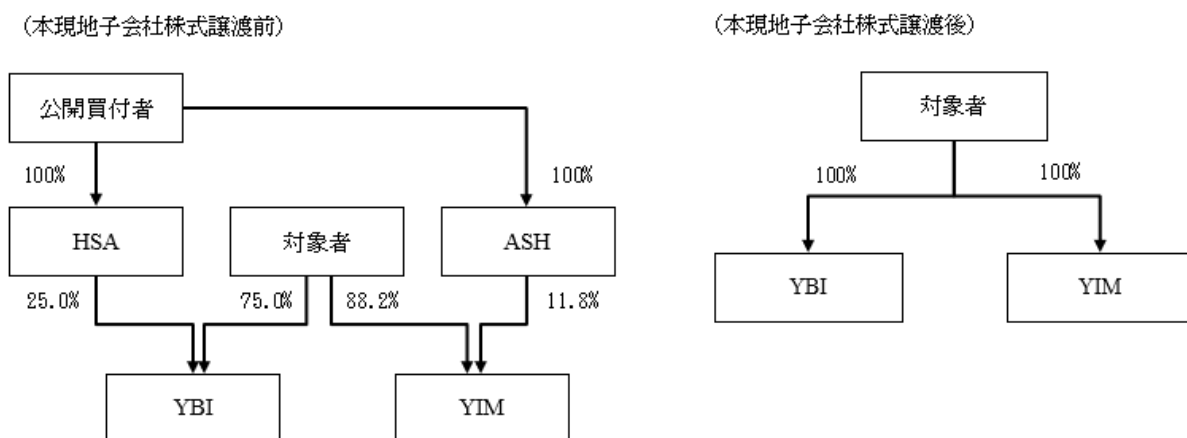 (本現地子会社株式譲渡前)
(本現地子会社株式譲渡後)
公開買付者
対象者
100%
100%
100%
100%
HSA
対象者
ASH
YBI
YIM
25.0%
75.0%
88.2%
11.8%
YBI
YIM